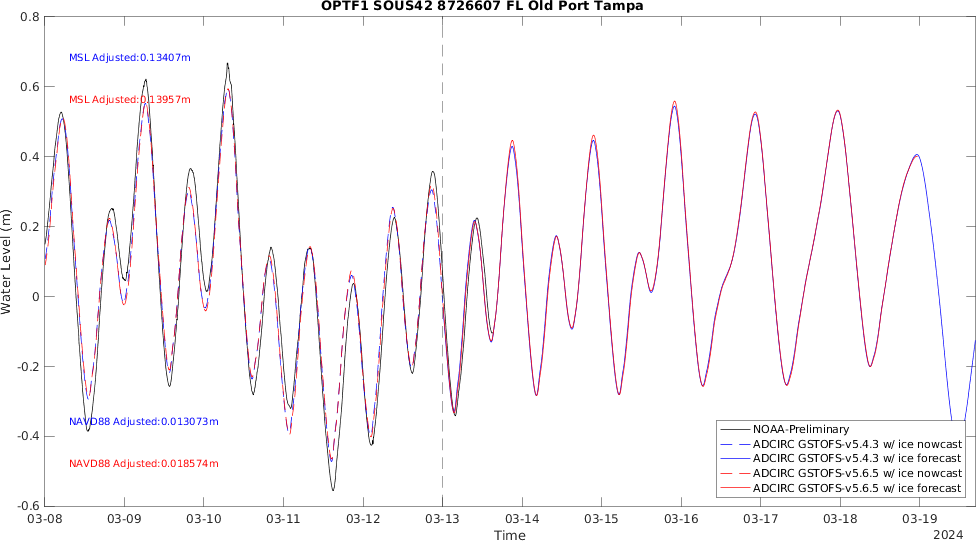 OPTF1 SOUS42 8726607 FL Old Port Tampa
0.8
0.6
0.4
0.2
0
-0.2
-0.4
-0.6
Water Level (m)
MSL Adjusted:0.13407m
MSL Adjusted:0.13957m
NAVD88 Adjusted:0.013073m
NAVD88 Adjusted:0.018574m
NOAA-Preliminary
ADCIRC GSTOFS-v5.4.3 w/ ice nowcast
ADCIRC GSTOFS-v5.4.3 w/ ice forecast
ADCIRC GSTOFS-v5.6.5 w/ ice nowcast
ADCIRC GSTOFS-v5.6.5 w/ ice forecast
03-08 03-09 03-10 03-11 03-12 03-13 03-14 03-15 03-16 03-17 03-18 03-19
Time
2024